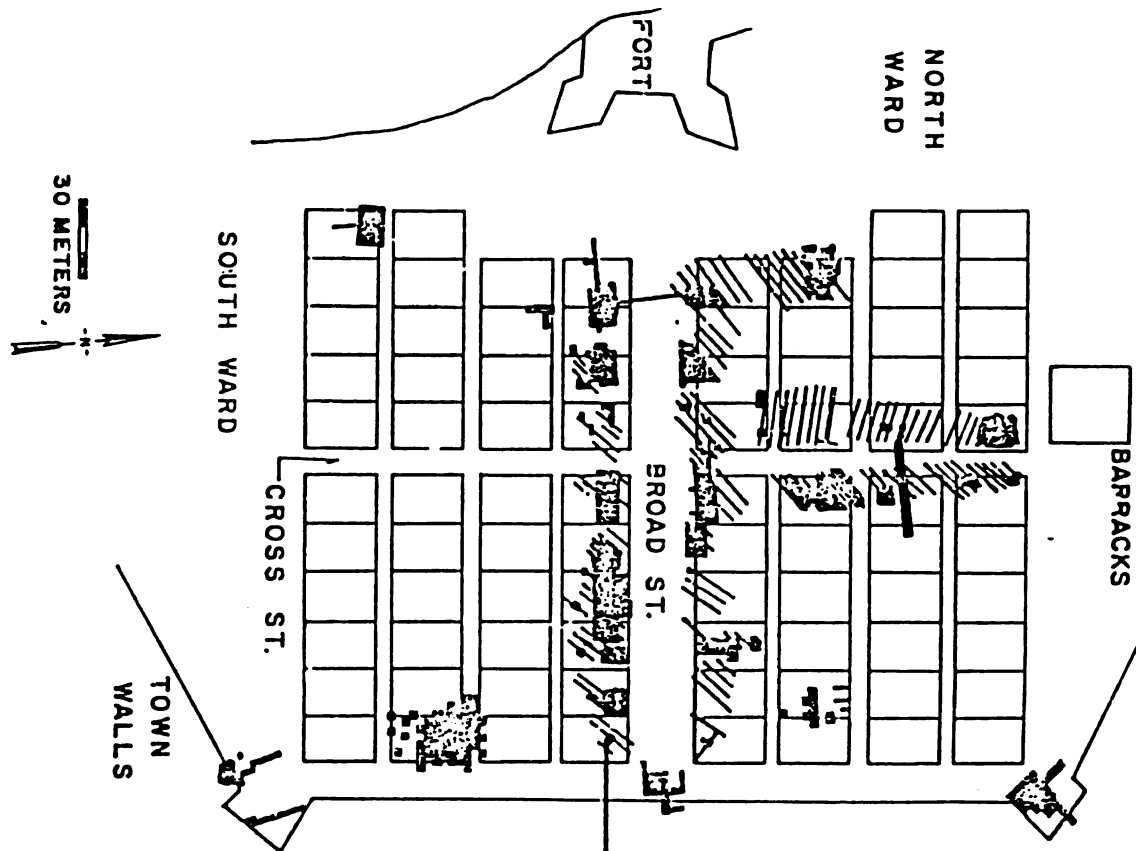 FORT
NORTH
WARD
30 METERS
-N-
SOUTH WARD
BARRACKS
BROAD ST.
CROSS ST.
TOWN
WALLS